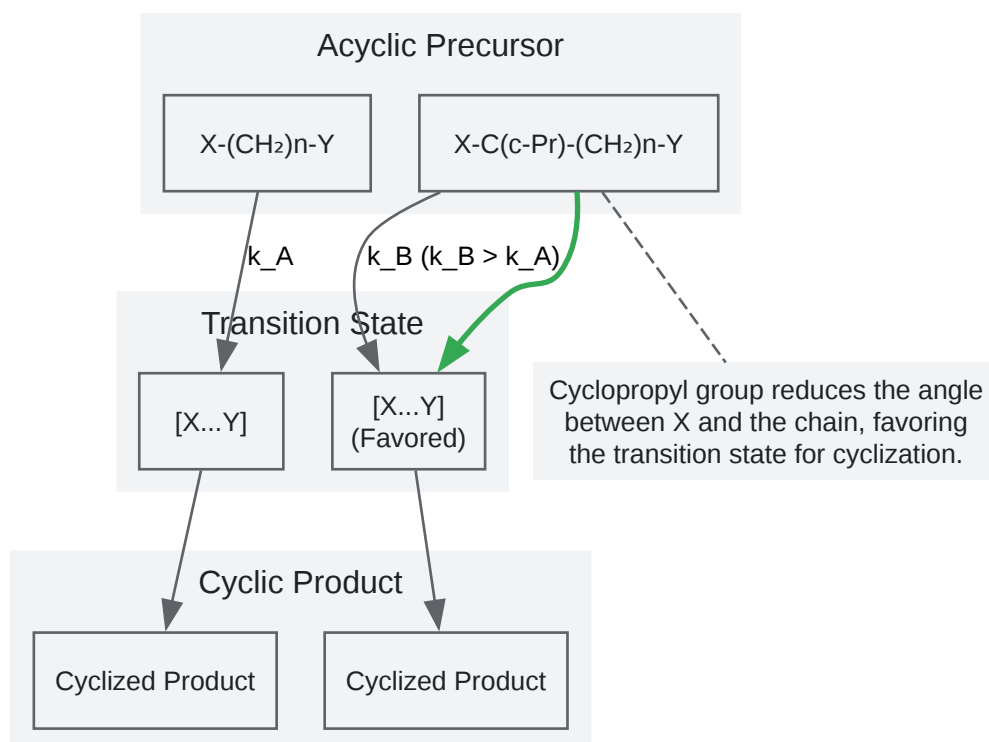 Acyclic Precursor
X-(CH₂)n-Y
X-C(c-Pr)-(CH₂)n-Y
k_A
k_B (k_B > k_A)
Transition State
[X...Y]
[X...Y]
(Favored)
Cyclopropyl group reduces the angle
between X and the chain, favoring
the transition state for cyclization.
Cyclic Product
Cyclized Product
Cyclized Product